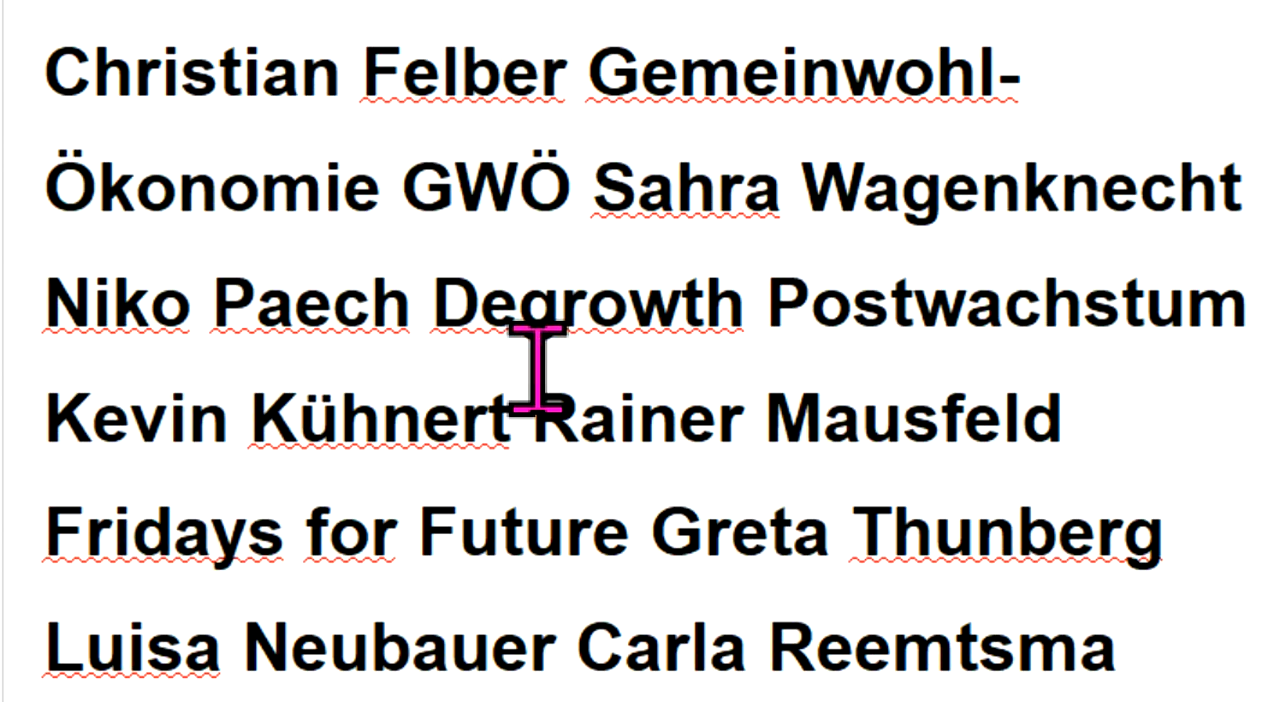 Christian Felber Gemeinwohl-
Ökonomie GWÖ Sahra Wagenknecht
Niko Paech Degrowth Postwachstum
Kevin Kühnert Rainer Mausfeld
Fridays for Future Greta Thunberg
Luisa Neubauer Carla Reemtsma